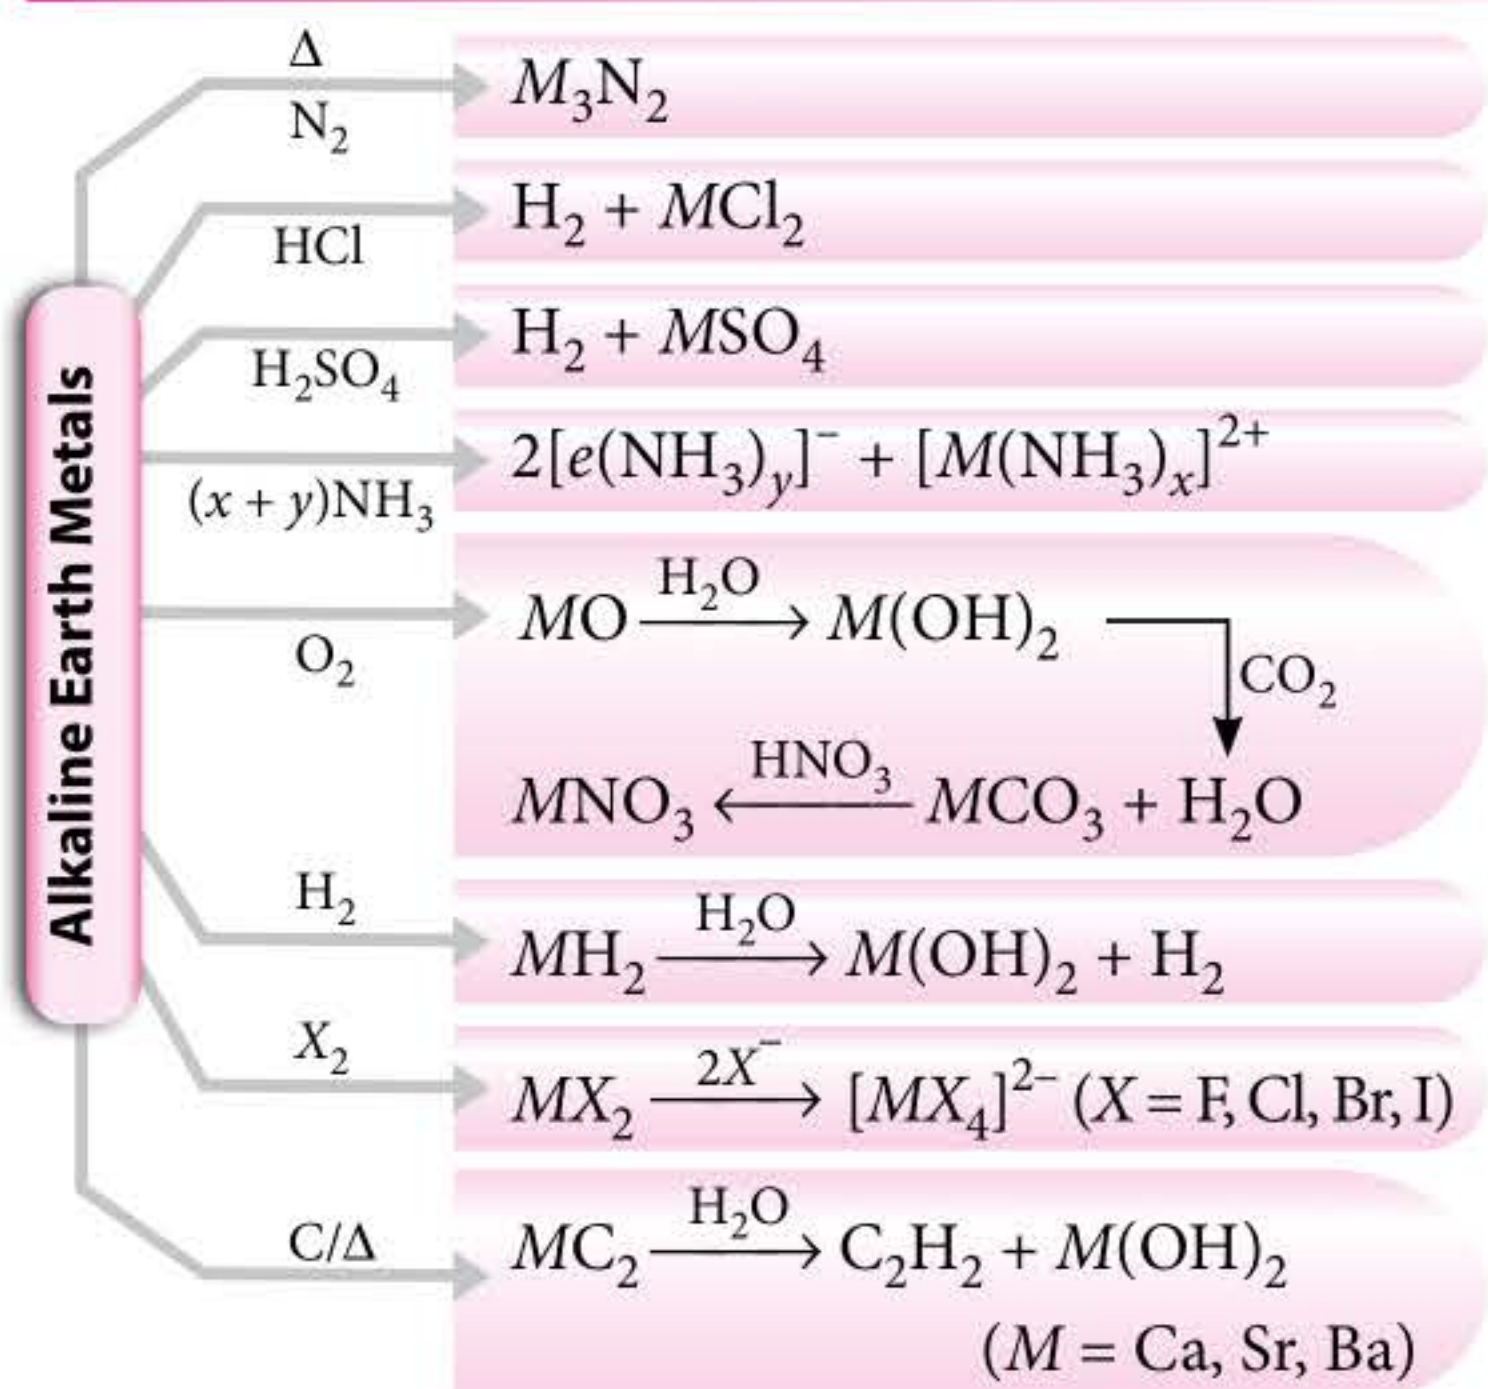 Alkaline Earth Metals
Δ
N₂
M₃N₂
HCl
H₂ + MCl₂
H₂SO₄
H₂ + MSO₄
(x + y)NH₃
2[e(NH₃)ᵧ]⁻ + [M(NH₃)ₓ]²⁺
O₂
MO —H₂O→ M(OH)₂
CO₂
MNO₃ ←HNO₃— MCO₃ + H₂O
H₂
MH₂ —H₂O→ M(OH)₂ + H₂
X₂
MX₂ —2X⁻→ [MX₄]²⁻ (X = F, Cl, Br, I)
C/Δ
MC₂ —H₂O→ C₂H₂ + M(OH)₂
(M = Ca, Sr, Ba)